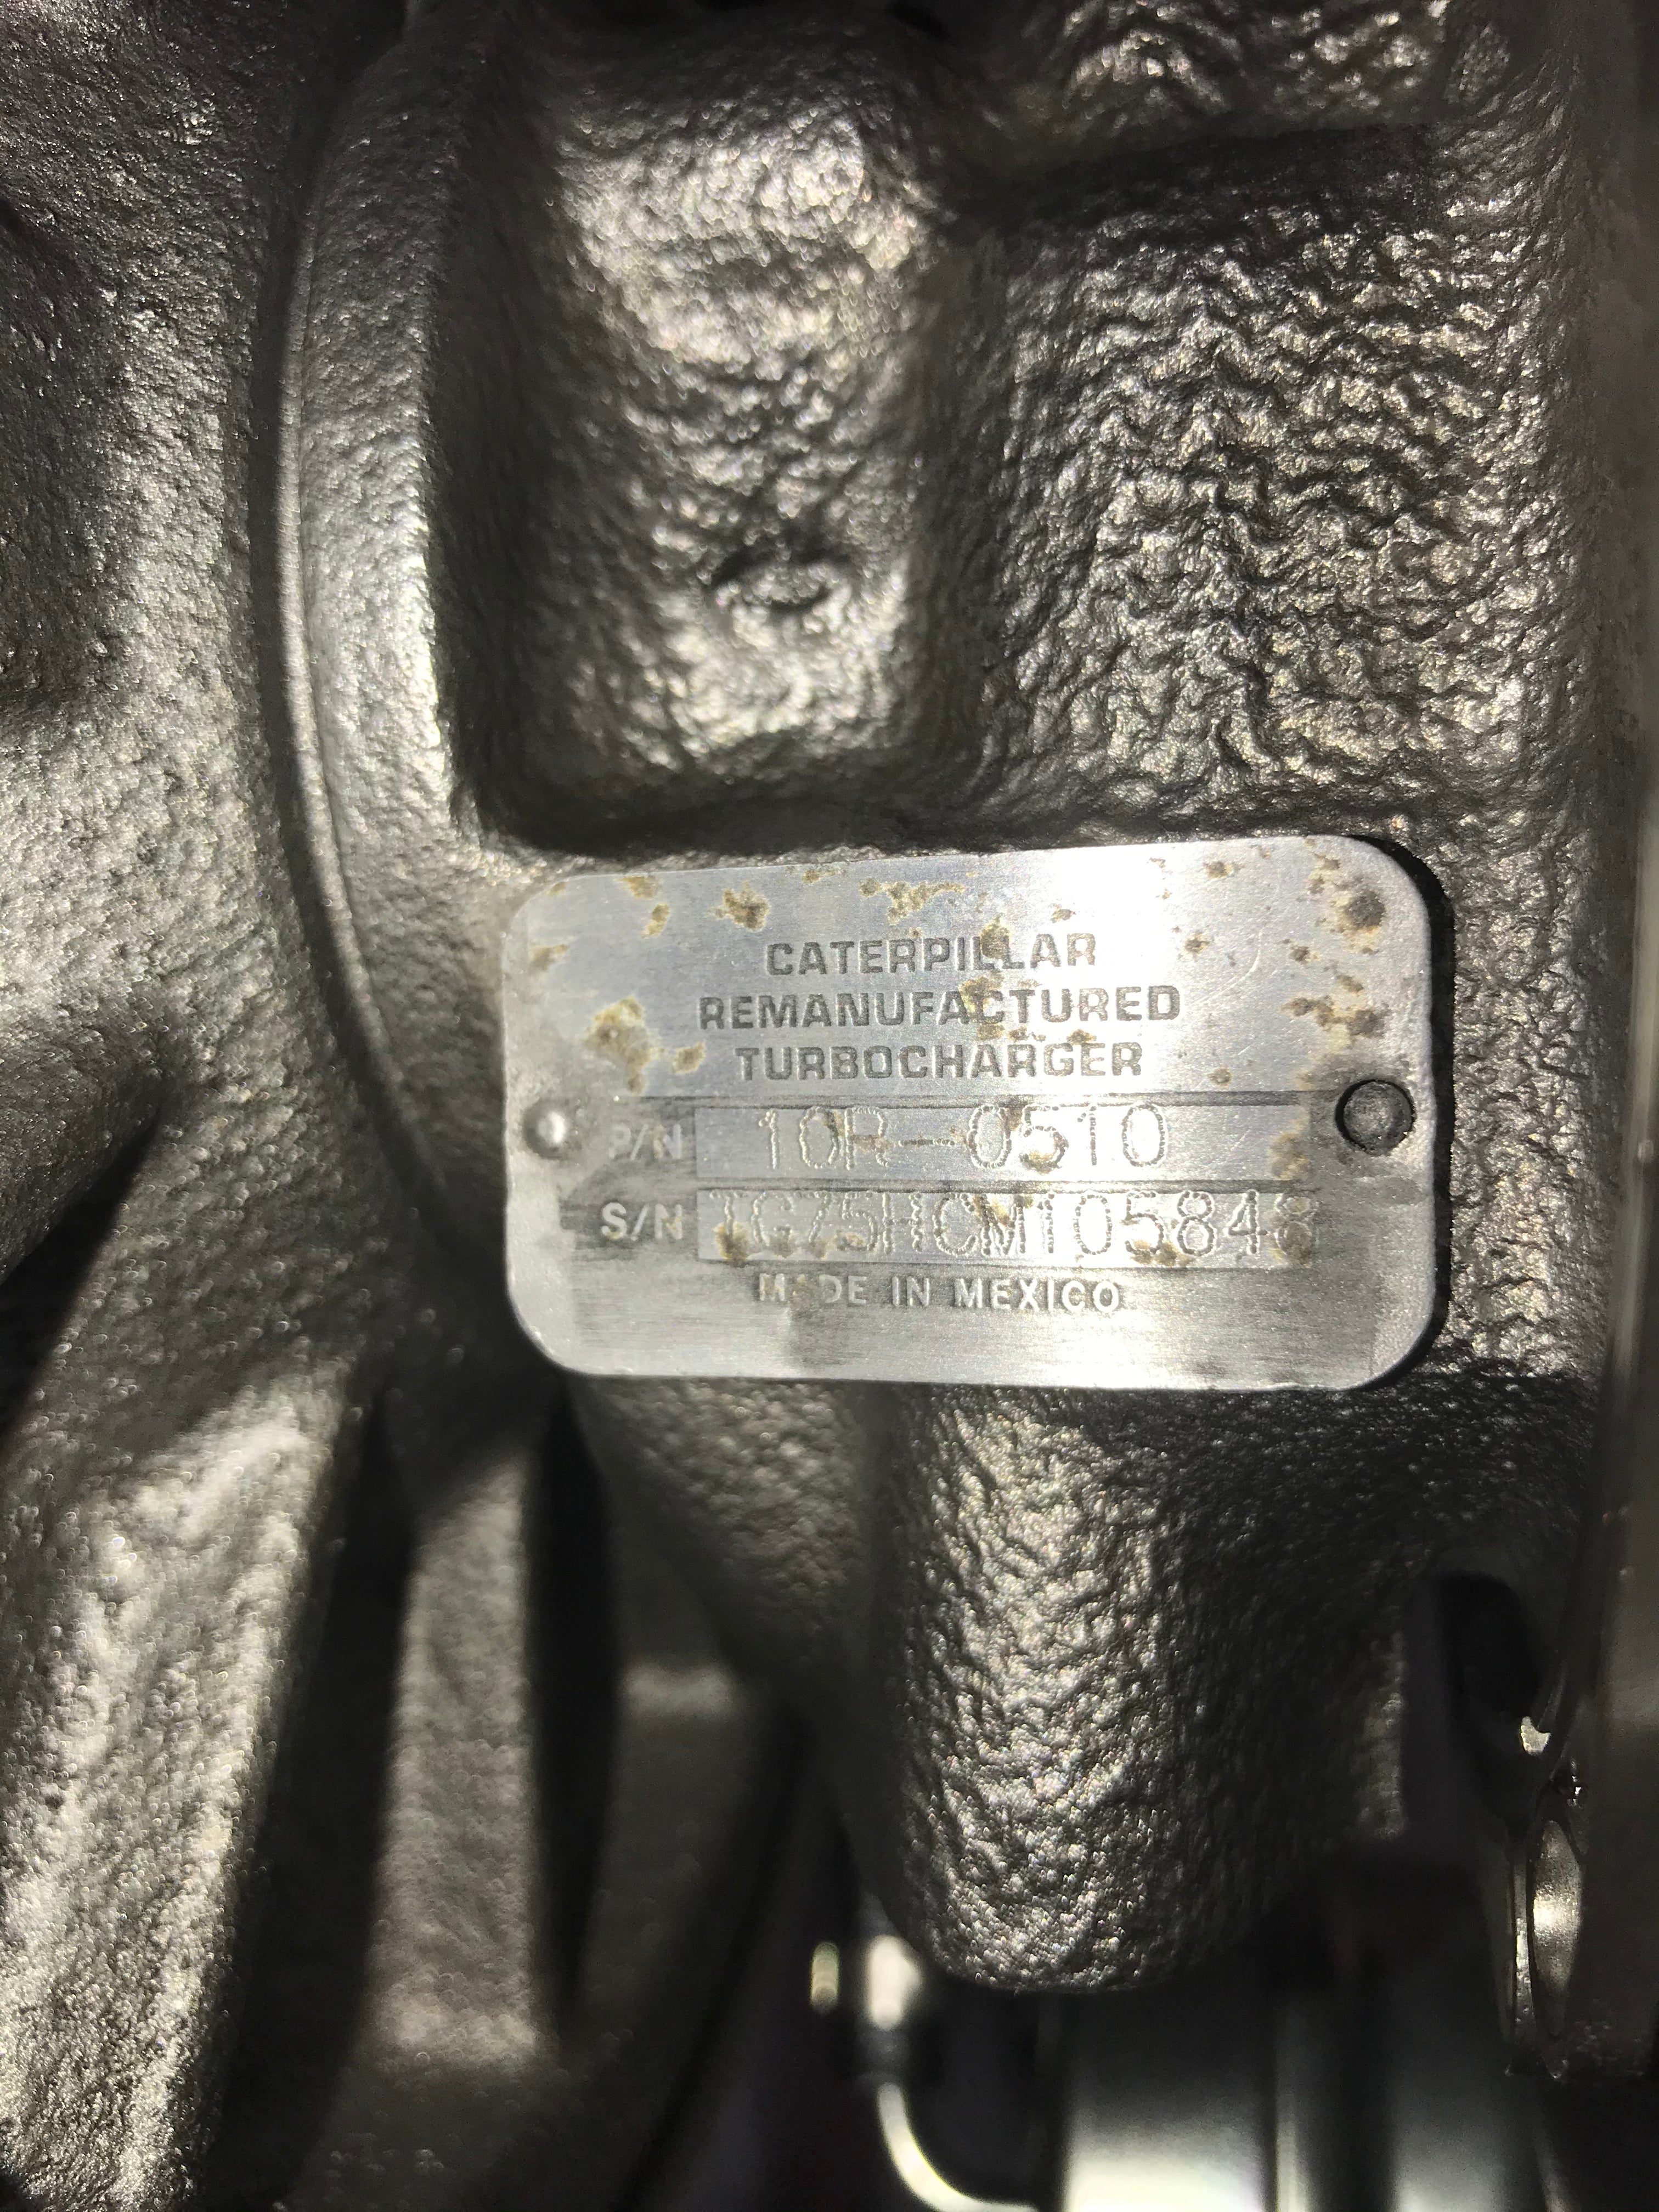 CATERPILLAR
REMANUFACTURED
TURBOCHARGER
P/N 10R-0510
S/N TG75HCM105848
MADE IN MEXICO